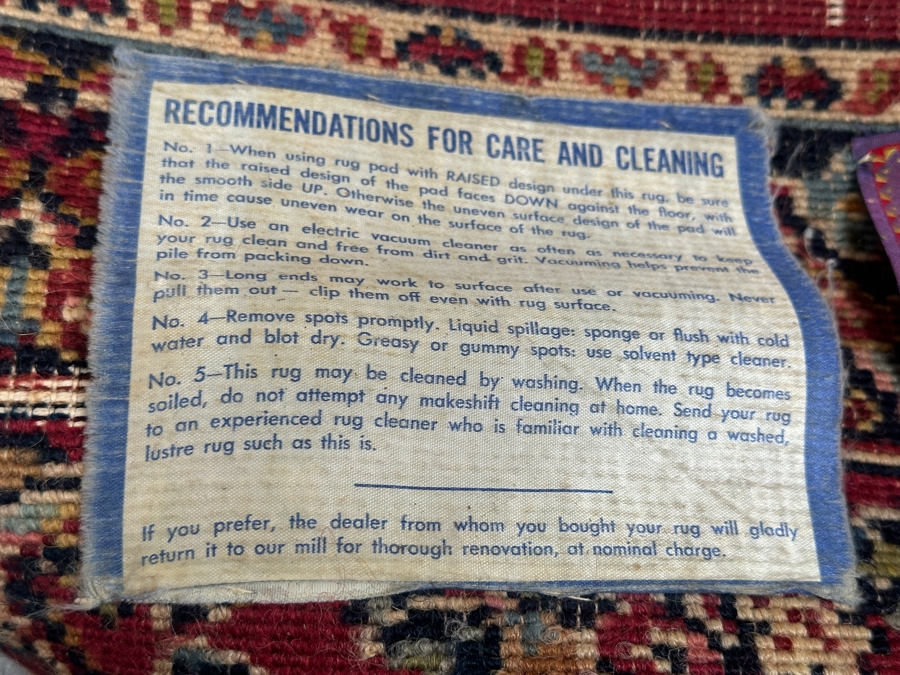 RECOMMENDATIONS FOR CARE AND CLEANING
No. 1—When using rug pad with RAISED design under this rug, be sure
that the raised design of the pad faces DOWN against the floor, with
the smooth side UP. Otherwise the uneven surface design of the pad will
in time cause uneven wear on the surface of the rug.
No. 2—Use an electric vacuum cleaner as often as necessary to keep
your rug clean and free from dirt and grit. Vacuuming helps prevent the
pile from packing down.
No. 3—Long ends may work to surface after use or vacuuming. Never
pull them out — clip them off even with rug surface.
No. 4—Remove spots promptly. Liquid spillage: sponge or flush with cold
water and blot dry. Greasy or gummy spots: use solvent type cleaner.
No. 5—This rug may be cleaned by washing. When the rug becomes
soiled, do not attempt any makeshift cleaning at home. Send your rug
to an experienced rug cleaner who is familiar with cleaning a washed,
lustre rug such as this is.
If you prefer, the dealer from whom you bought your rug will gladly
return it to our mill for thorough renovation, at nominal charge.